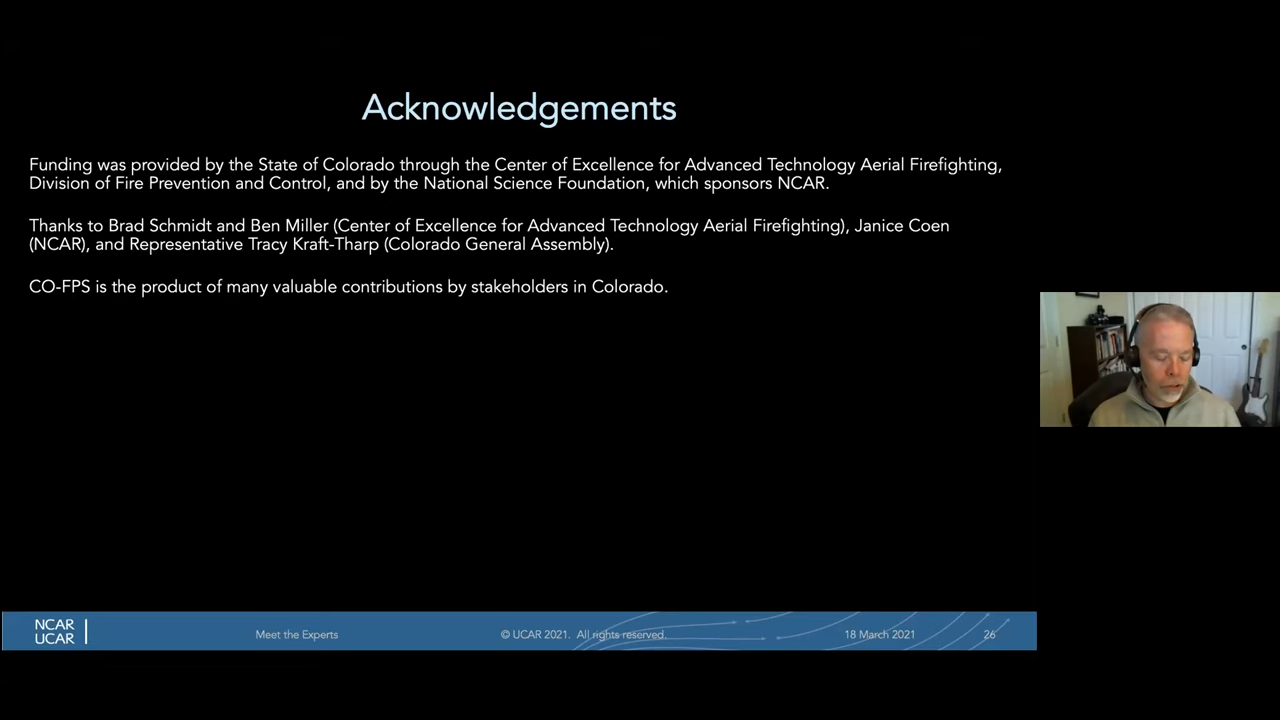 Acknowledgements
Funding was provided by the State of Colorado through the Center of Excellence for Advanced Technology Aerial Firefighting,
Division of Fire Prevention and Control, and by the National Science Foundation, which sponsors NCAR.
Thanks to Brad Schmidt and Ben Miller (Center of Excellence for Advanced Technology Aerial Firefighting), Janice Coen
(NCAR), and Representative Tracy Kraft-Tharp (Colorado General Assembly).
CO-FPS is the product of many valuable contributions by stakeholders in Colorado.
NCAR
UCAR
Meet the Experts
© UCAR 2021. All rights reserved.
18 March 2021
26